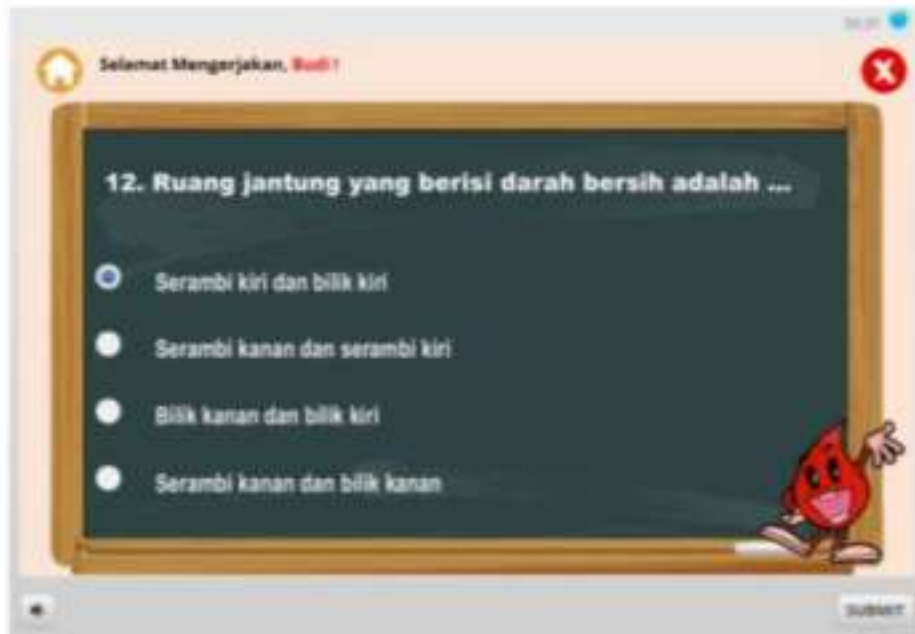 Selamat Mengerjakan, Budi !
12. Ruang jantung yang berisi darah bersih adalah ...
Serambi kiri dan bilik kiri
Serambi kanan dan serambi kiri
Bilik kanan dan bilik kiri
Serambi kanan dan bilik kanan
SUBMIT